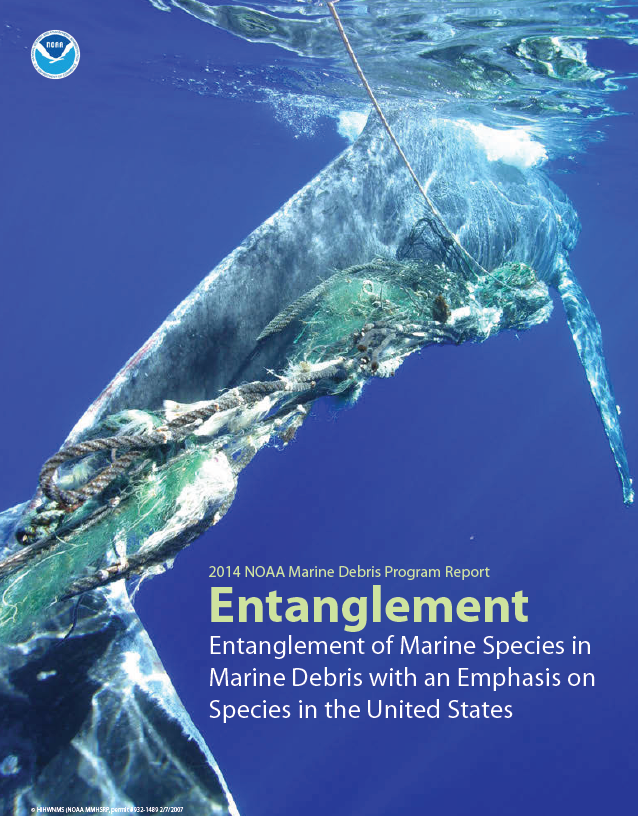 NOAA
2014 NOAA Marine Debris Program Report
Entanglement
Entanglement of Marine Species in
Marine Debris with an Emphasis on
Species in the United States
© HIHWNMS (NOAA MMHSRP permit #932-1489 2/7/2007